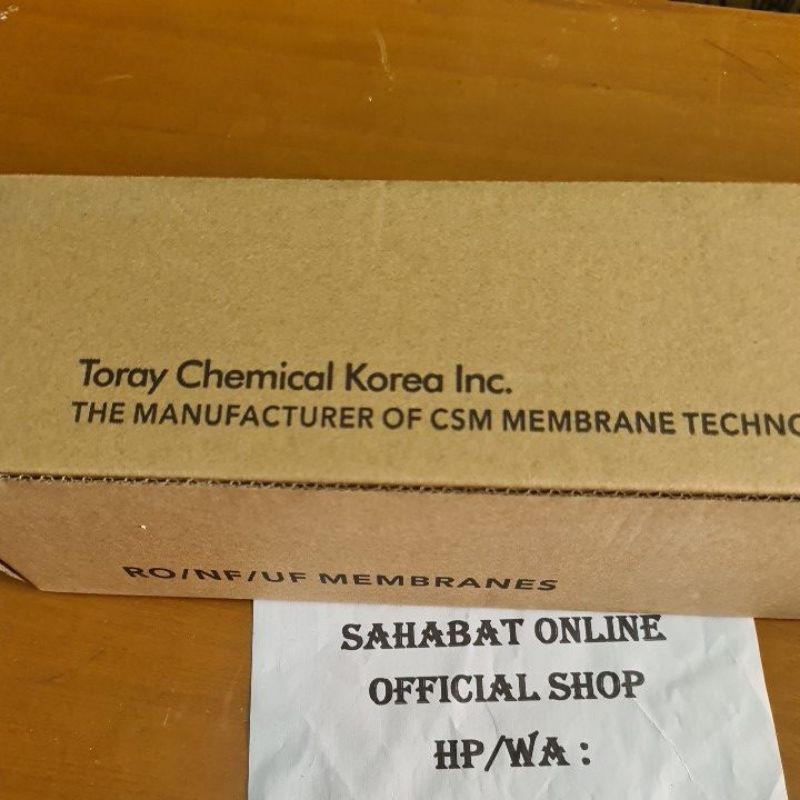 Toray Chemical Korea Inc.
THE MANUFACTURER OF CSM MEMBRANE TECHNO
RO/NF/UF MEMBRANES
SAHABAT ONLINE
OFFICIAL SHOP
HP/WA :